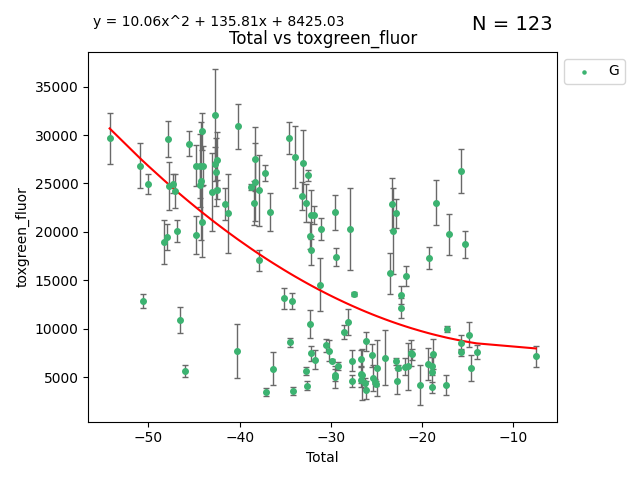 y = 10.06x^2 + 135.81x + 8425.03
N = 123
Total vs toxgreen_fluor
G
toxgreen_fluor
35000
30000
25000
20000
15000
10000
5000
−50
−40
−30
−20
−10
Total